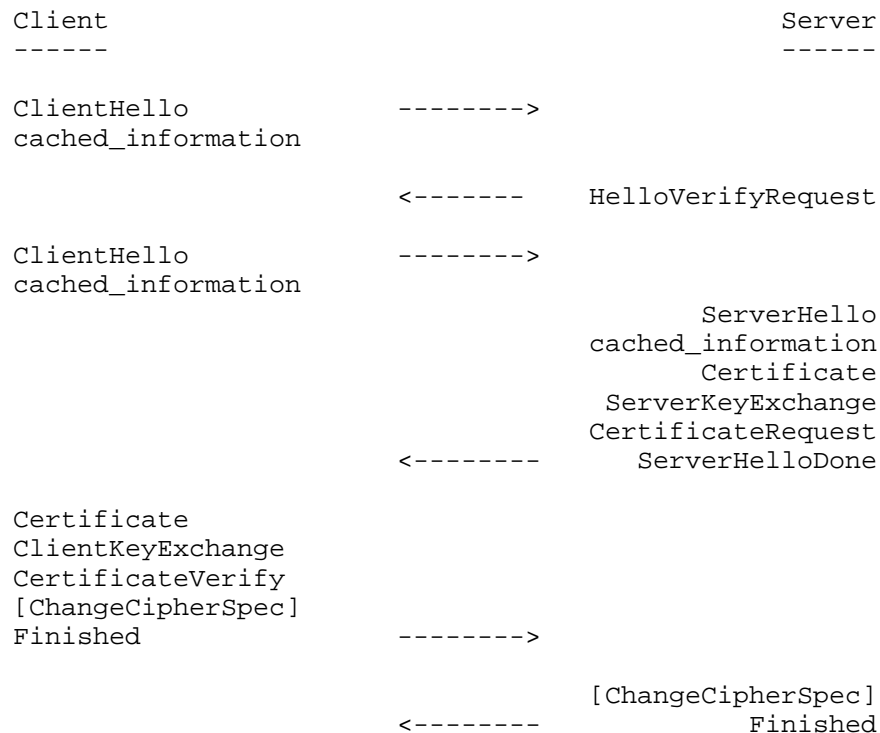 Client                                               Server
------                                               ------
ClientHello              -------->
cached_information
                         <-------    HelloVerifyRequest
ClientHello              -------->
cached_information
                                            ServerHello
                                     cached_information
                                            Certificate
                                      ServerKeyExchange
                                     CertificateRequest
                         <--------      ServerHelloDone
Certificate
ClientKeyExchange
CertificateVerify
[ChangeCipherSpec]
Finished                 -------->
                                     [ChangeCipherSpec]
                         <--------             Finished